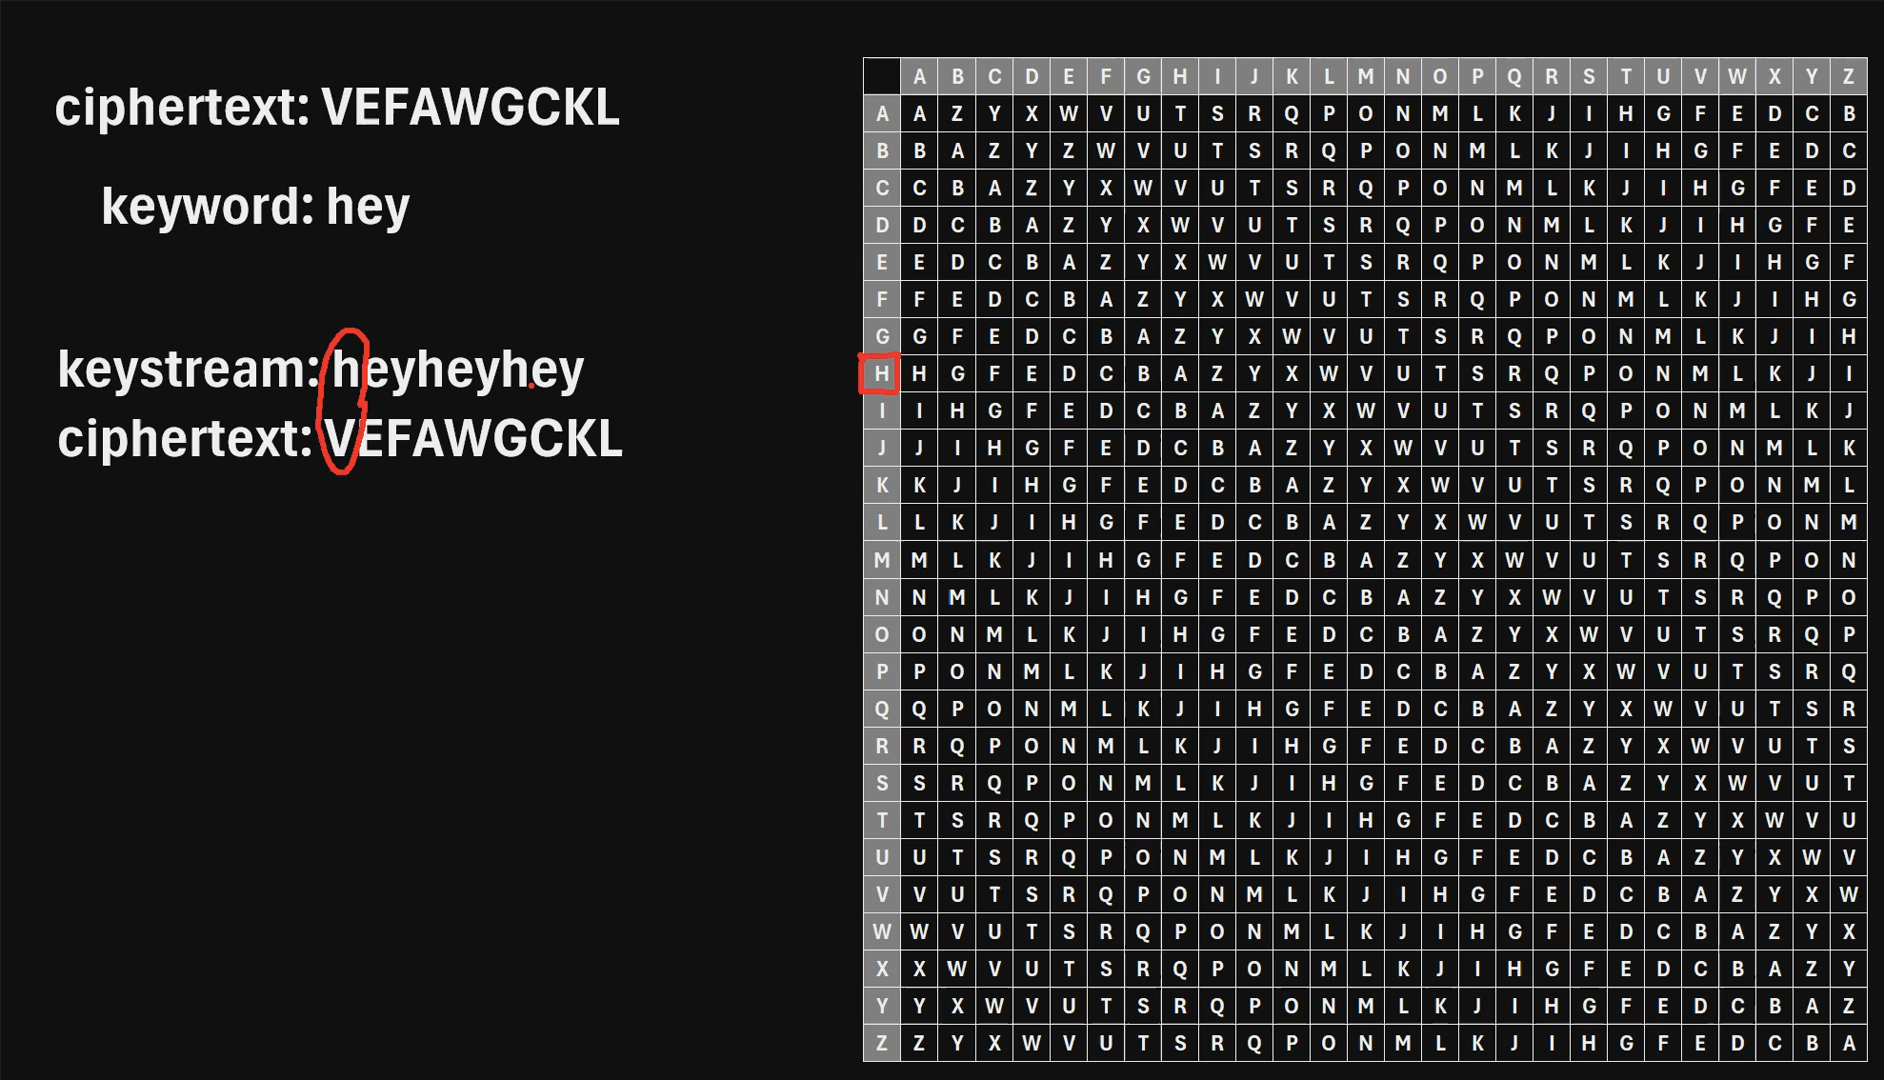 ciphertext: VEFAWGCKL
keyword: hey
keystream: heyheyhey
ciphertext: VEFAWGCKL
A B C D E F G H I J K L M N O P Q R S T U V W X Y Z
A A Z Y X W V U T S R Q P O N M L K J I H G F E D C B
B B A Z Y Z W V U T S R Q P O N M L K J I H G F E D C
C C B A Z Y X W V U T S R Q P O N M L K J I H G F E D
D D C B A Z Y X W V U T S R Q P O N M L K J I H G F E
E E D C B A Z Y X W V U T S R Q P O N M L K J I H G F
F F E D C B A Z Y X W V U T S R Q P O N M L K J I H G
G G F E D C B A Z Y X W V U T S R Q P O N M L K J I H
H H G F E D C B A Z Y X W V U T S R Q P O N M L K J I
I I H G F E D C B A Z Y X W V U T S R Q P O N M L K J
J J I H G F E D C B A Z Y X W V U T S R Q P O N M L K
K K J I H G F E D C B A Z Y X W V U T S R Q P O N M L
L L K J I H G F E D C B A Z Y X W V U T S R Q P O N M
M M L K J I H G F E D C B A Z Y X W V U T S R Q P O N
N N M L K J I H G F E D C B A Z Y X W V U T S R Q P O
O O N M L K J I H G F E D C B A Z Y X W V U T S R Q P
P P O N M L K J I H G F E D C B A Z Y X W V U T S R Q
Q Q P O N M L K J I H G F E D C B A Z Y X W V U T S R
R R Q P O N M L K J I H G F E D C B A Z Y X W V U T S
S S R Q P O N M L K J I H G F E D C B A Z Y X W V U T
T T S R Q P O N M L K J I H G F E D C B A Z Y X W V U
U U T S R Q P O N M L K J I H G F E D C B A Z Y X W V
V V U T S R Q P O N M L K J I H G F E D C B A Z Y X W
W W V U T S R Q P O N M L K J I H G F E D C B A Z Y X
X X W V U T S R Q P O N M L K J I H G F E D C B A Z Y
Y Y X W V U T S R Q P O N M L K J I H G F E D C B A Z
Z Z Y X W V U T S R Q P O N M L K J I H G F E D C B A